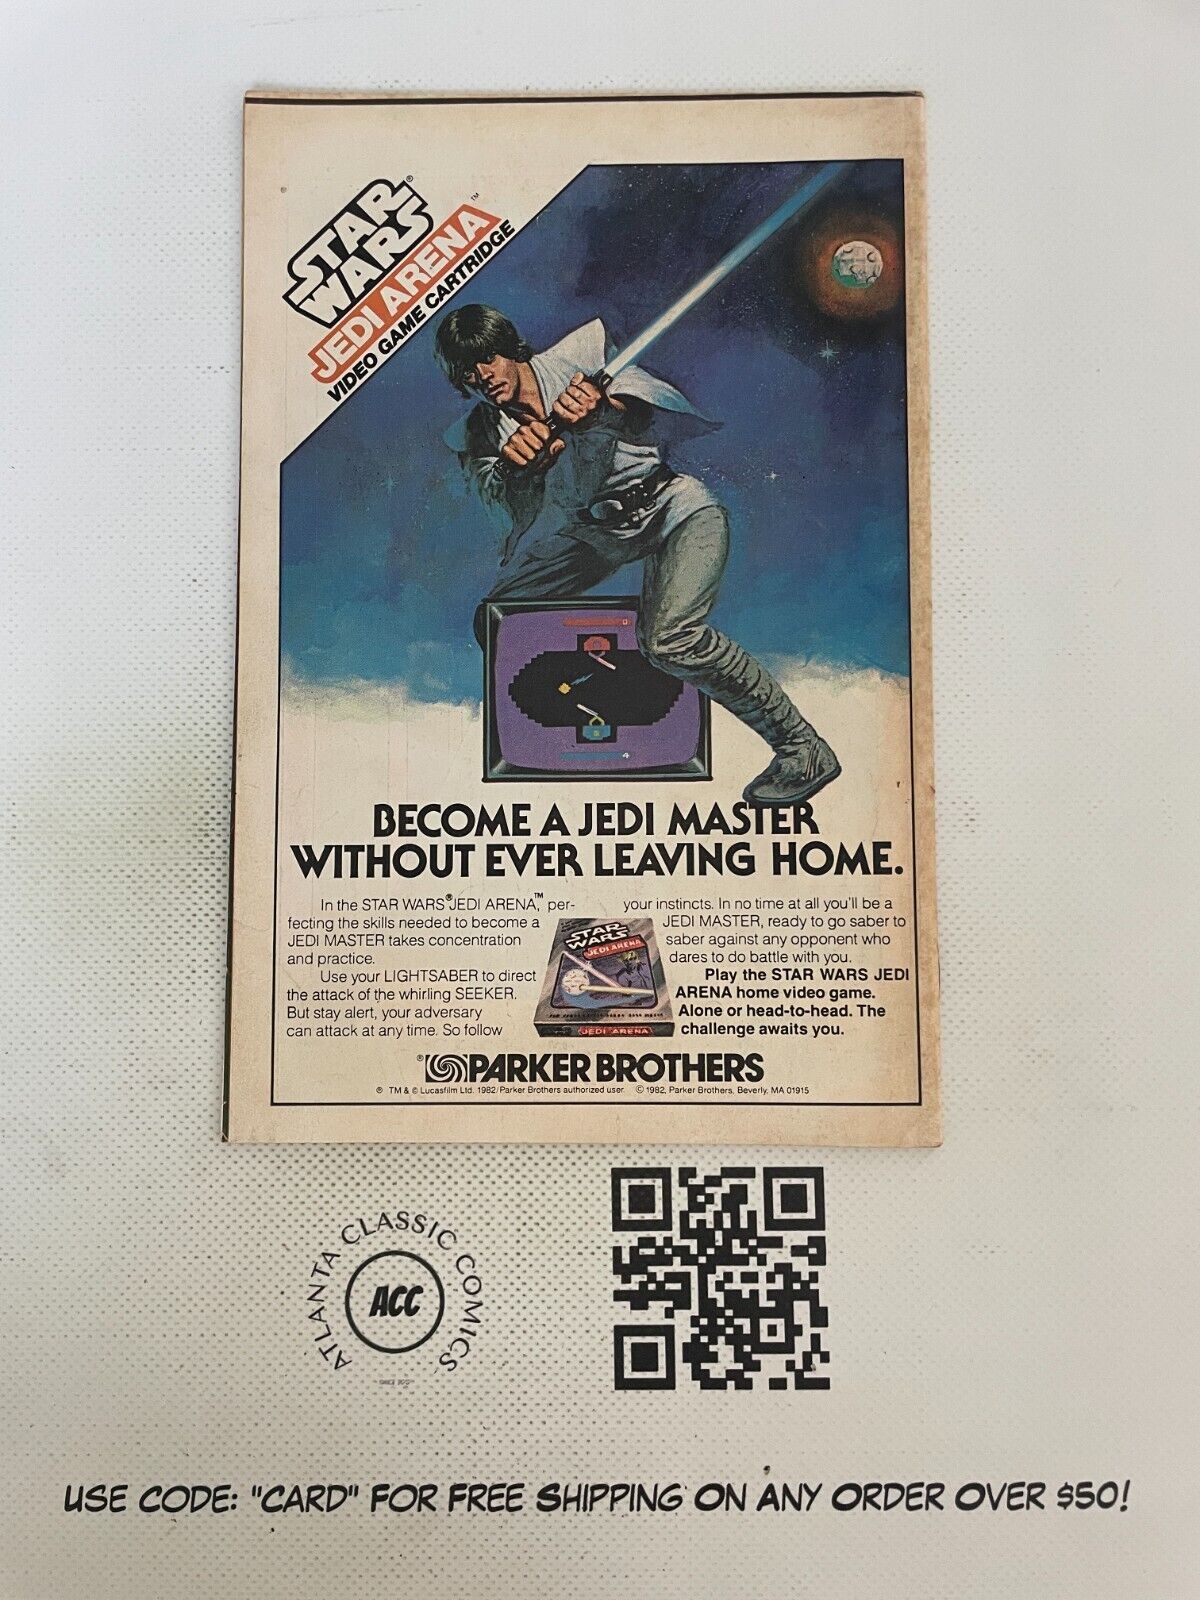 STAR ®
WARS
JEDI ARENA ™
VIDEO GAME CARTRIDGE
®
0
4
BECOME A JEDI MASTER
WITHOUT EVER LEAVING HOME.
In the STAR WARS® JEDI ARENA,™ per-
fecting the skills needed to become a
JEDI MASTER takes concentration
and practice.
Use your LIGHTSABER to direct
the attack of the whirling SEEKER.
But stay alert, your adversary
can attack at any time. So follow
your instincts. In no time at all you'll be a
JEDI MASTER, ready to go saber to
saber against any opponent who
dares to do battle with you.
Play the STAR WARS JEDI
ARENA home video game.
Alone or head-to-head. The
challenge awaits you.
STAR
WARS
JEDI ARENA
JEDI ARENA
® PARKER BROTHERS
® TM & © Lucasfilm Ltd. 1982/Parker Brothers authorized user. © 1982, Parker Brothers, Beverly, MA 01915
ATLANTA CLASSIC COMICS
ACC
USE CODE: "CARD" FOR FREE SHIPPING ON ANY ORDER OVER $50!